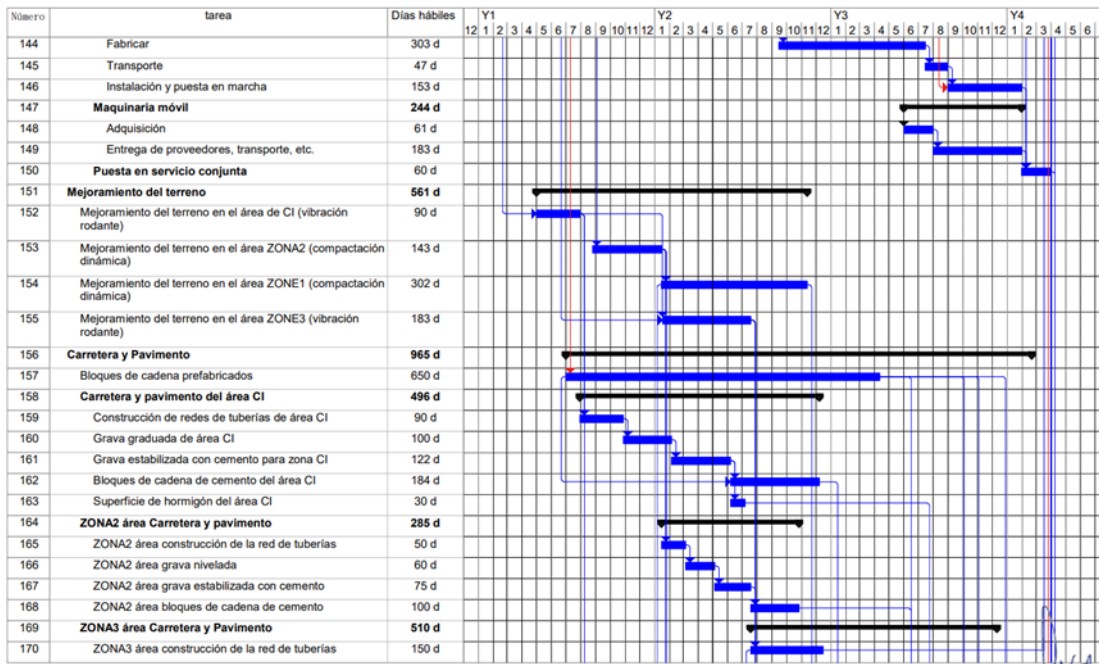 Número tarea Días hábiles Y1 Y2 Y3 Y4
12 1 2 3 4 5 6 7 8 9 10 11 12 1 2 3 4 5 6 7 8 9 10 11 12 1 2 3 4 5 6 7 8 9 10 11 12 1 2 3 4 5 6
144 Fabricar 303 d
145 Transporte 47 d
146 Instalación y puesta en marcha 153 d
147 Maquinaria móvil 244 d
148 Adquisición 61 d
149 Entrega de proveedores, transporte, etc. 183 d
150 Puesta en servicio conjunta 60 d
151 Mejoramiento del terreno 561 d
152 Mejoramiento del terreno en el área de CI (vibración 90 d
rodante)
153 Mejoramiento del terreno en el área ZONA2 (compactación 143 d
dinámica)
154 Mejoramiento del terreno en el área ZONE1 (compactación 302 d
dinámica)
155 Mejoramiento del terreno en el área ZONE3 (vibración 183 d
rodante)
156 Carretera y Pavimento 965 d
157 Bloques de cadena prefabricados 650 d
158 Carretera y pavimento del área CI 496 d
159 Construcción de redes de tuberías de área CI 90 d
160 Grava graduada de área CI 100 d
161 Grava estabilizada con cemento para zona CI 122 d
162 Bloques de cadena de cemento del área CI 184 d
163 Superficie de hormigón del área CI 30 d
164 ZONA2 área Carretera y pavimento 285 d
165 ZONA2 área construcción de la red de tuberías 50 d
166 ZONA2 área grava nivelada 60 d
167 ZONA2 área grava estabilizada con cemento 75 d
168 ZONA2 área bloques de cadena de cemento 100 d
169 ZONA3 área Carretera y Pavimento 510 d
170 ZONA3 área construcción de la red de tuberías 150 d